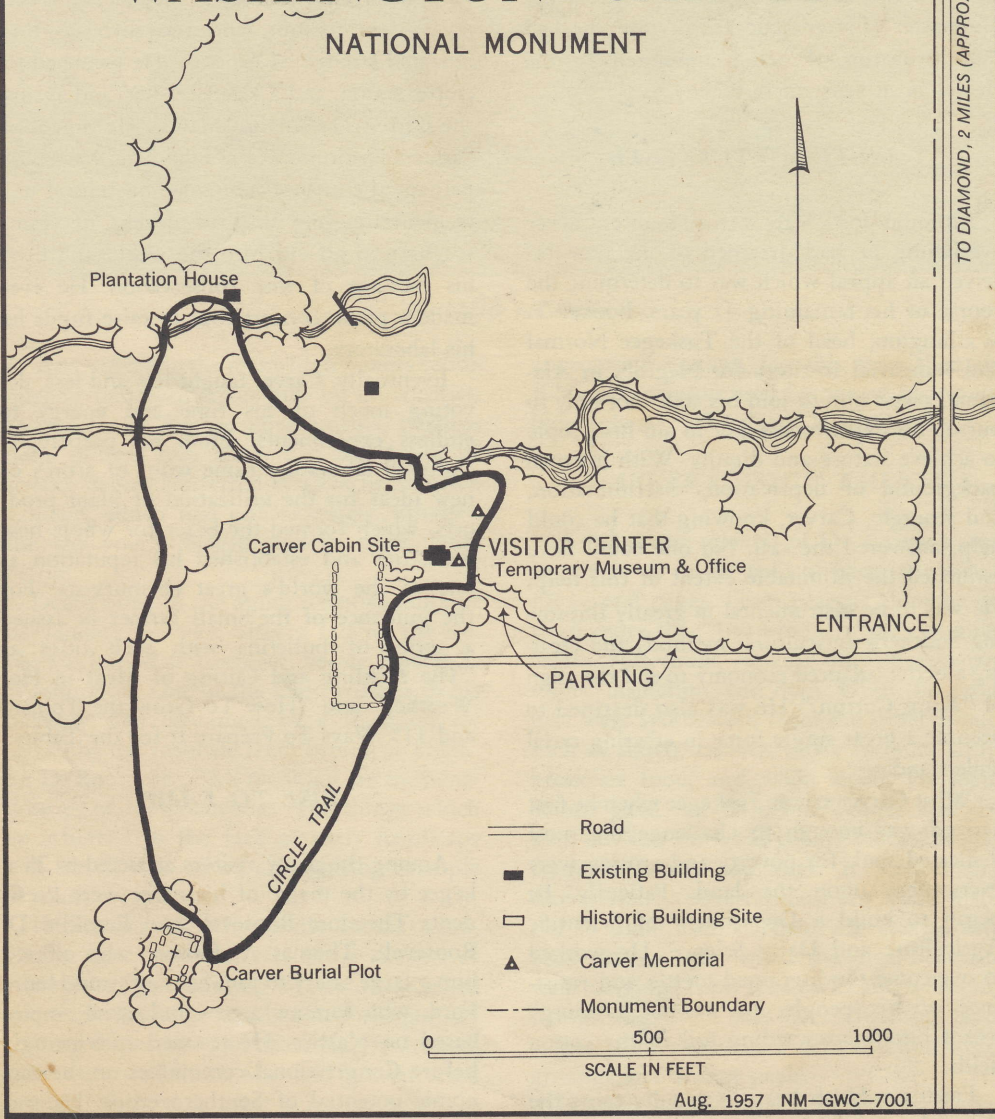 NATIONAL MONUMENT
TO DIAMOND, 2 MILES
Plantation House
Carver Cabin Site
VISITOR CENTER
Temporary Museum & Office
ENTRANCE
PARKING
CIRCLE TRAIL
Carver Burial Plot
Road
Existing Building
Historic Building Site
Carver Memorial
Monument Boundary
0 500 1000
SCALE IN FEET
Aug. 1957 NM—GWC—7001